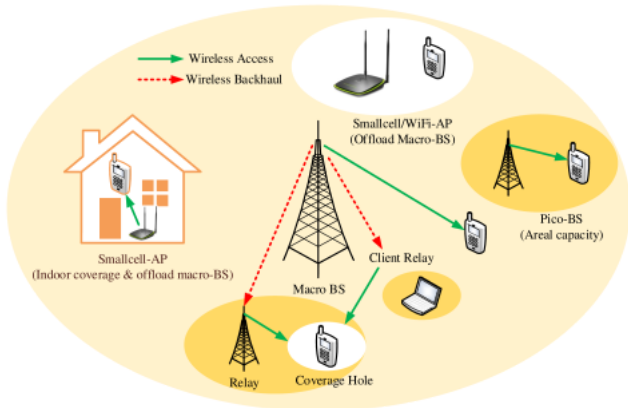 Wireless Access
Wireless Backhaul
Smallcell/WiFi-AP
(Offload Macro-BS)
Pico-BS
(Areal capacity)
Smallcell-AP
(Indoor coverage & offload macro-BS)
Client Relay
Macro BS
Relay
Coverage Hole